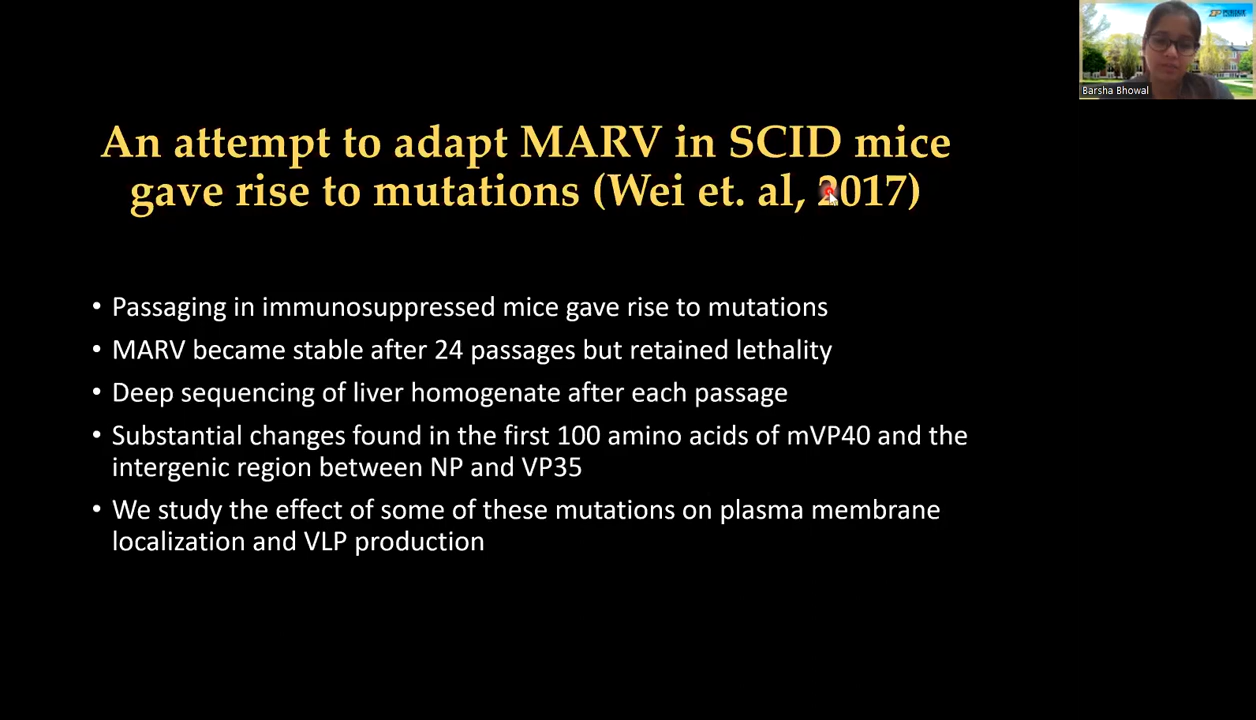 Barsha Bhowal
An attempt to adapt MARV in SCID mice
gave rise to mutations (Wei et. al, 2017)
• Passaging in immunosuppressed mice gave rise to mutations
• MARV became stable after 24 passages but retained lethality
• Deep sequencing of liver homogenate after each passage
• Substantial changes found in the first 100 amino acids of mVP40 and the
intergenic region between NP and VP35
• We study the effect of some of these mutations on plasma membrane
localization and VLP production